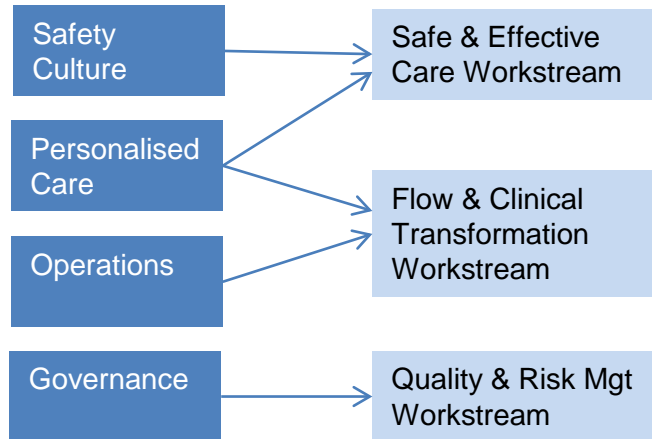 Safety
Culture
Safe & Effective
Care Workstream
Personalised
Care
Flow & Clinical
Transformation
Workstream
Operations
Governance
Quality & Risk Mgt
Workstream